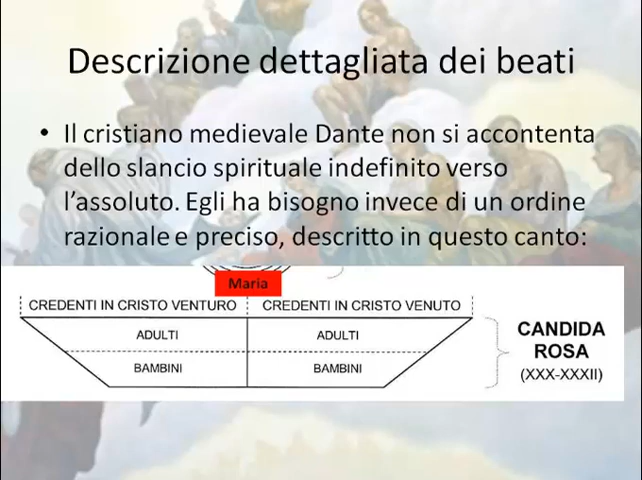 Descrizione dettagliata dei beati
• Il cristiano medievale Dante non si accontenta
dello slancio spirituale indefinito verso
l'assoluto. Egli ha bisogno invece di un ordine
razionale e preciso, descritto in questo canto:
Maria
CREDENTI IN CRISTO VENTURO CREDENTI IN CRISTO VENUTO
ADULTI ADULTI
BAMBINI BAMBINI
CANDIDA
ROSA
(XXX-XXXII)